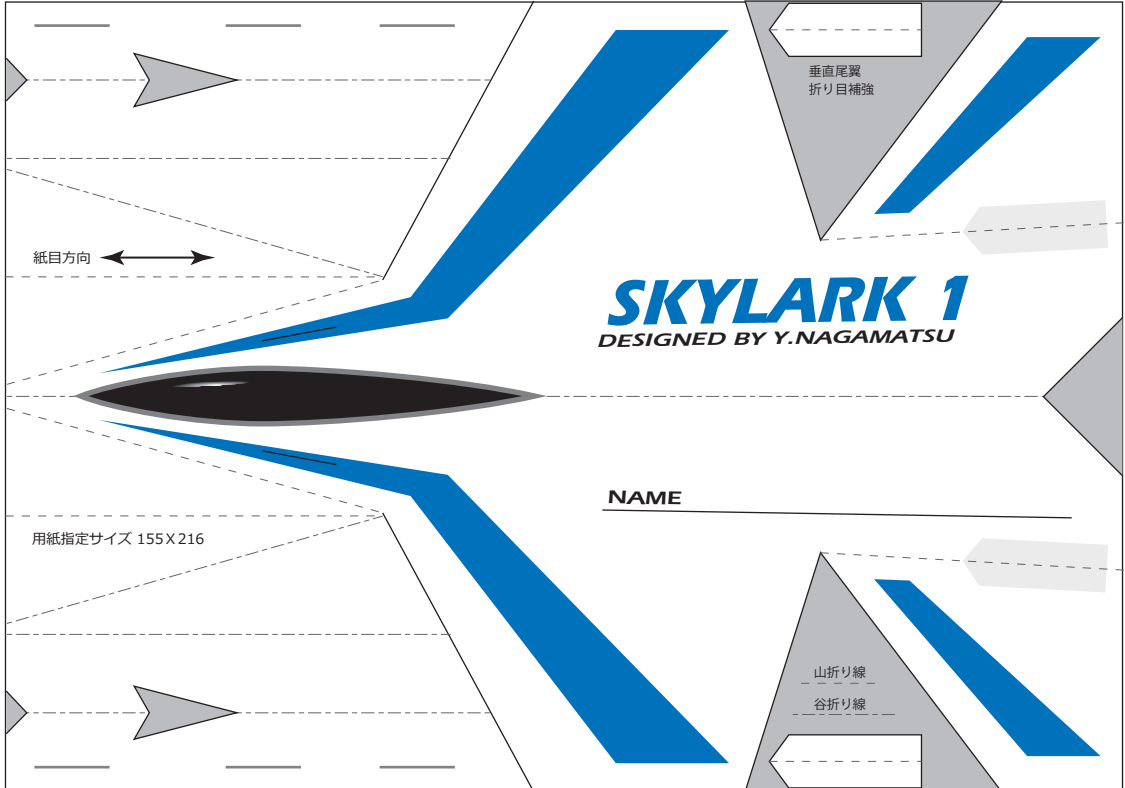 垂直尾翼
折り目補強
紙目方向
SKYLARK 1
DESIGNED BY Y.NAGAMATSU
NAME
用紙指定サイズ 155X216
山折り線
谷折り線